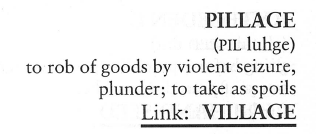 PILLAGE
(PIL luhge)
to rob of goods by violent seizure,
plunder; to take as spoils
Link: VILLAGE